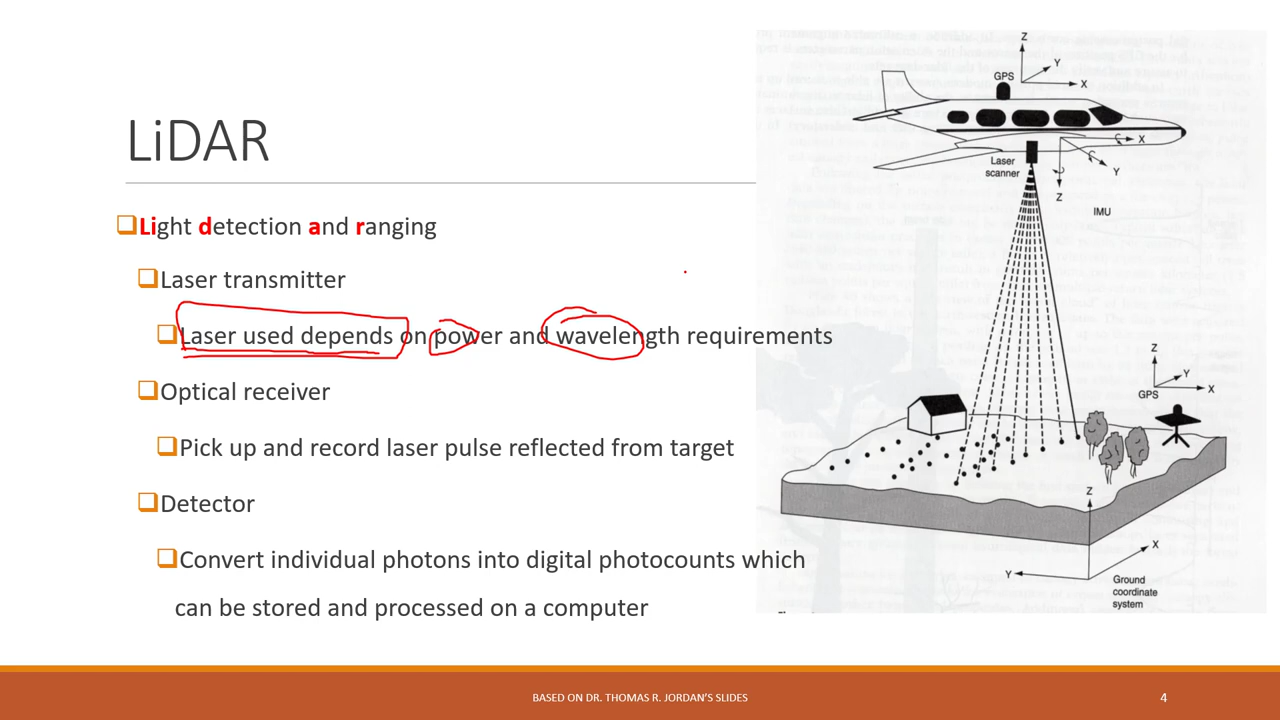 LiDAR
Light detection and ranging
Laser transmitter
Laser used depends on power and wavelength requirements
Optical receiver
Pick up and record laser pulse reflected from target
Detector
Convert individual photons into digital photocounts which
can be stored and processed on a computer
Z
Y
GPS
X
X
Laser
scanner
Y
Z
IMU
Z
Y
GPS
X
Z
X
Y
Ground
coordinate
system
BASED ON DR. THOMAS R. JORDAN'S SLIDES
4